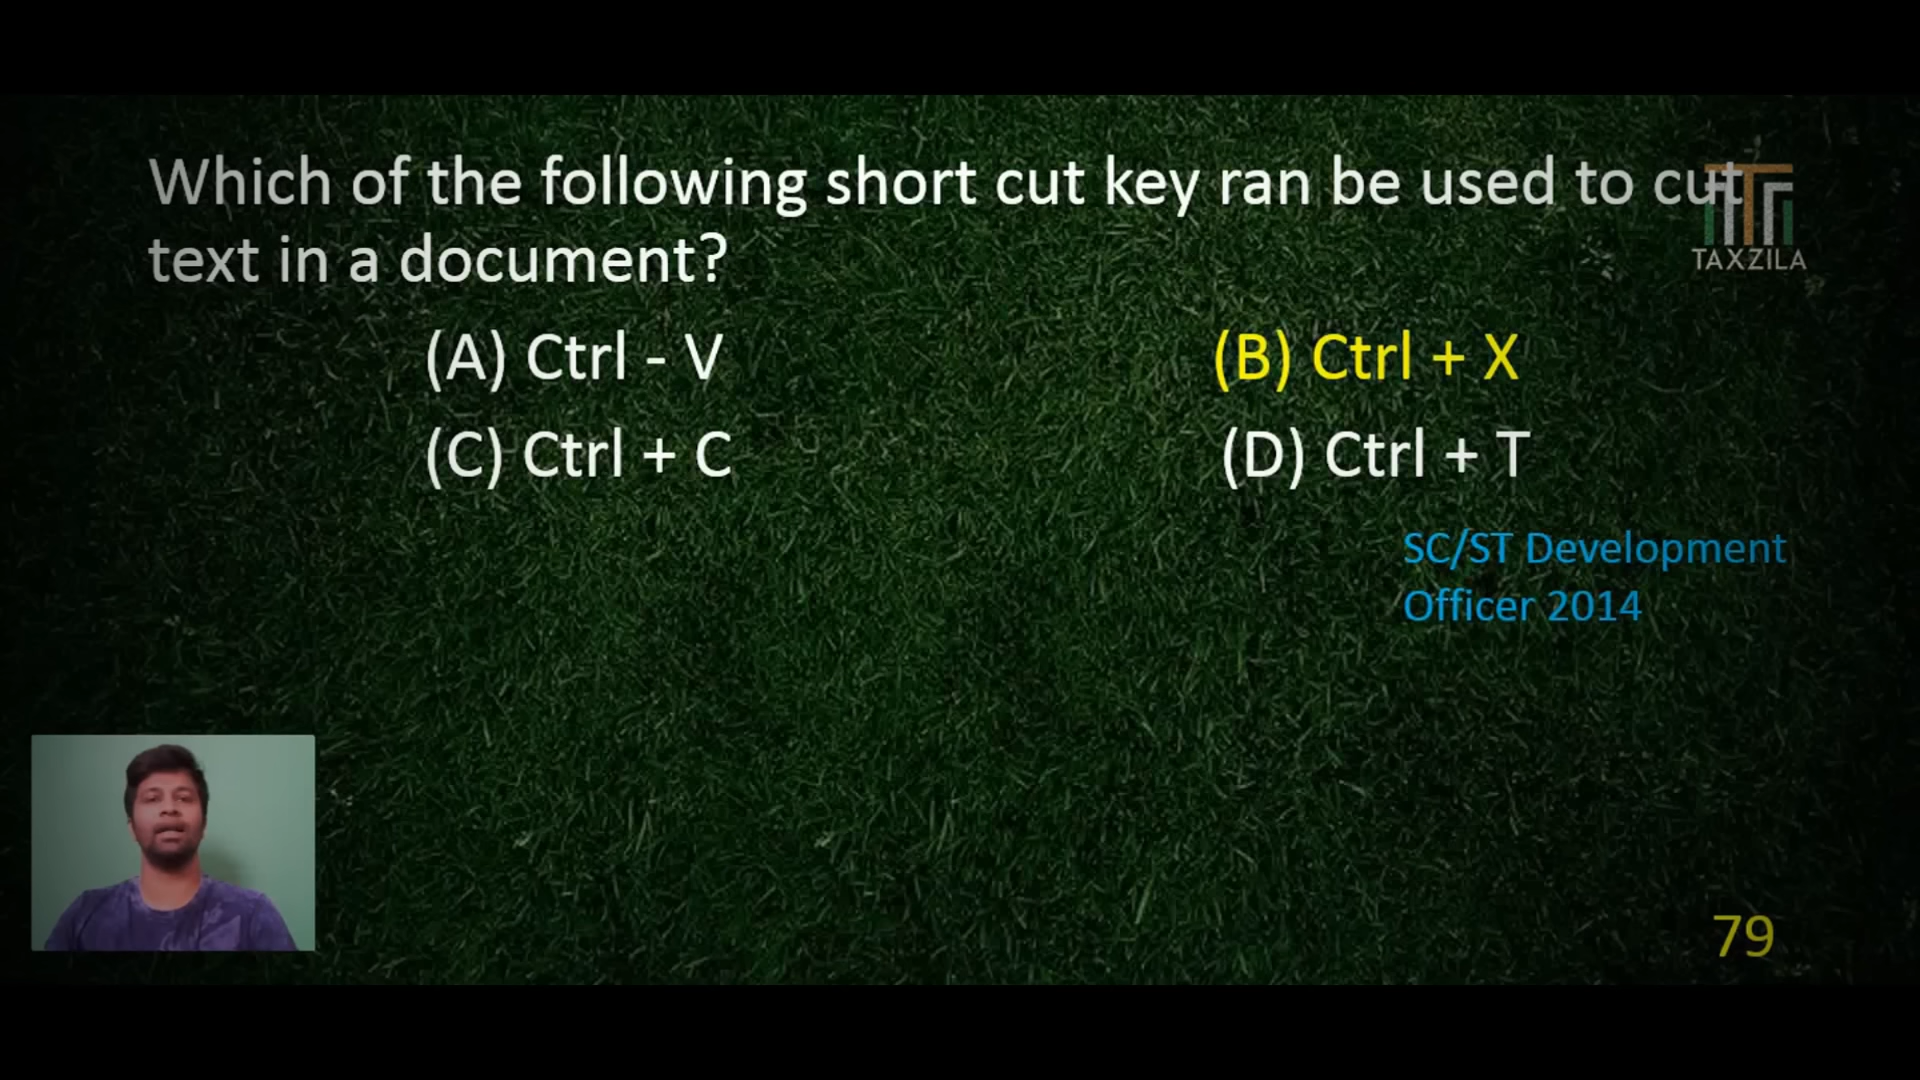 Which of the following short cut key ran be used to cut
TAXZILA
text in a document?
(A) Ctrl - V
(B) Ctrl + X
(C) Ctrl + C
(D) Ctrl + T
SC/ST Development
Officer 2014
79